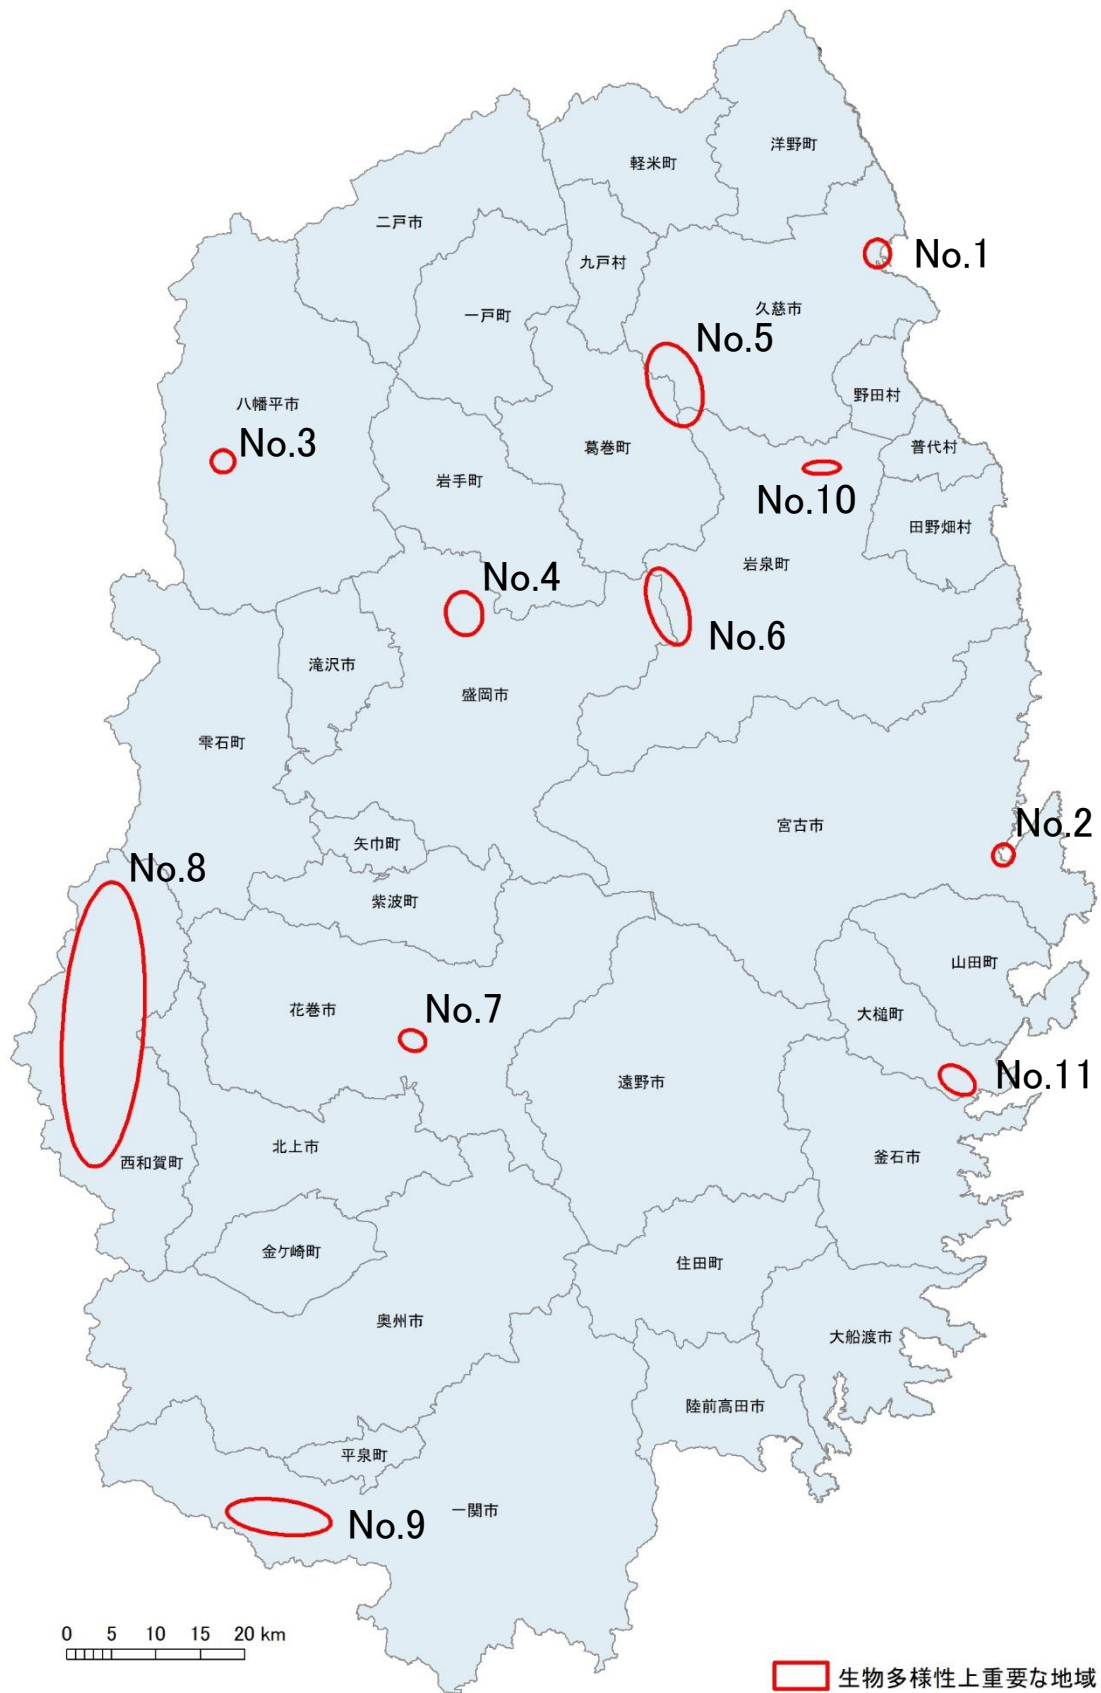 洋野町
軽米町
二戸市
No.1
九戸村
久慈市
一戸町
No.5
野田村
八幡平市
No.3
葛巻町
普代村
岩手町
No.10
田野畑村
岩泉町
No.4
No.6
滝沢市
盛岡市
雫石町
宮古市
No.2
矢巾町
No.8
紫波町
山田町
花巻市
No.7
大槌町
遠野市
No.11
北上市
釜石市
西和賀町
金ケ崎町
住田町
奥州市
大船渡市
陸前高田市
平泉町
一関市
No.9
0 5 10 15 20 km
生物多様性上重要な地域